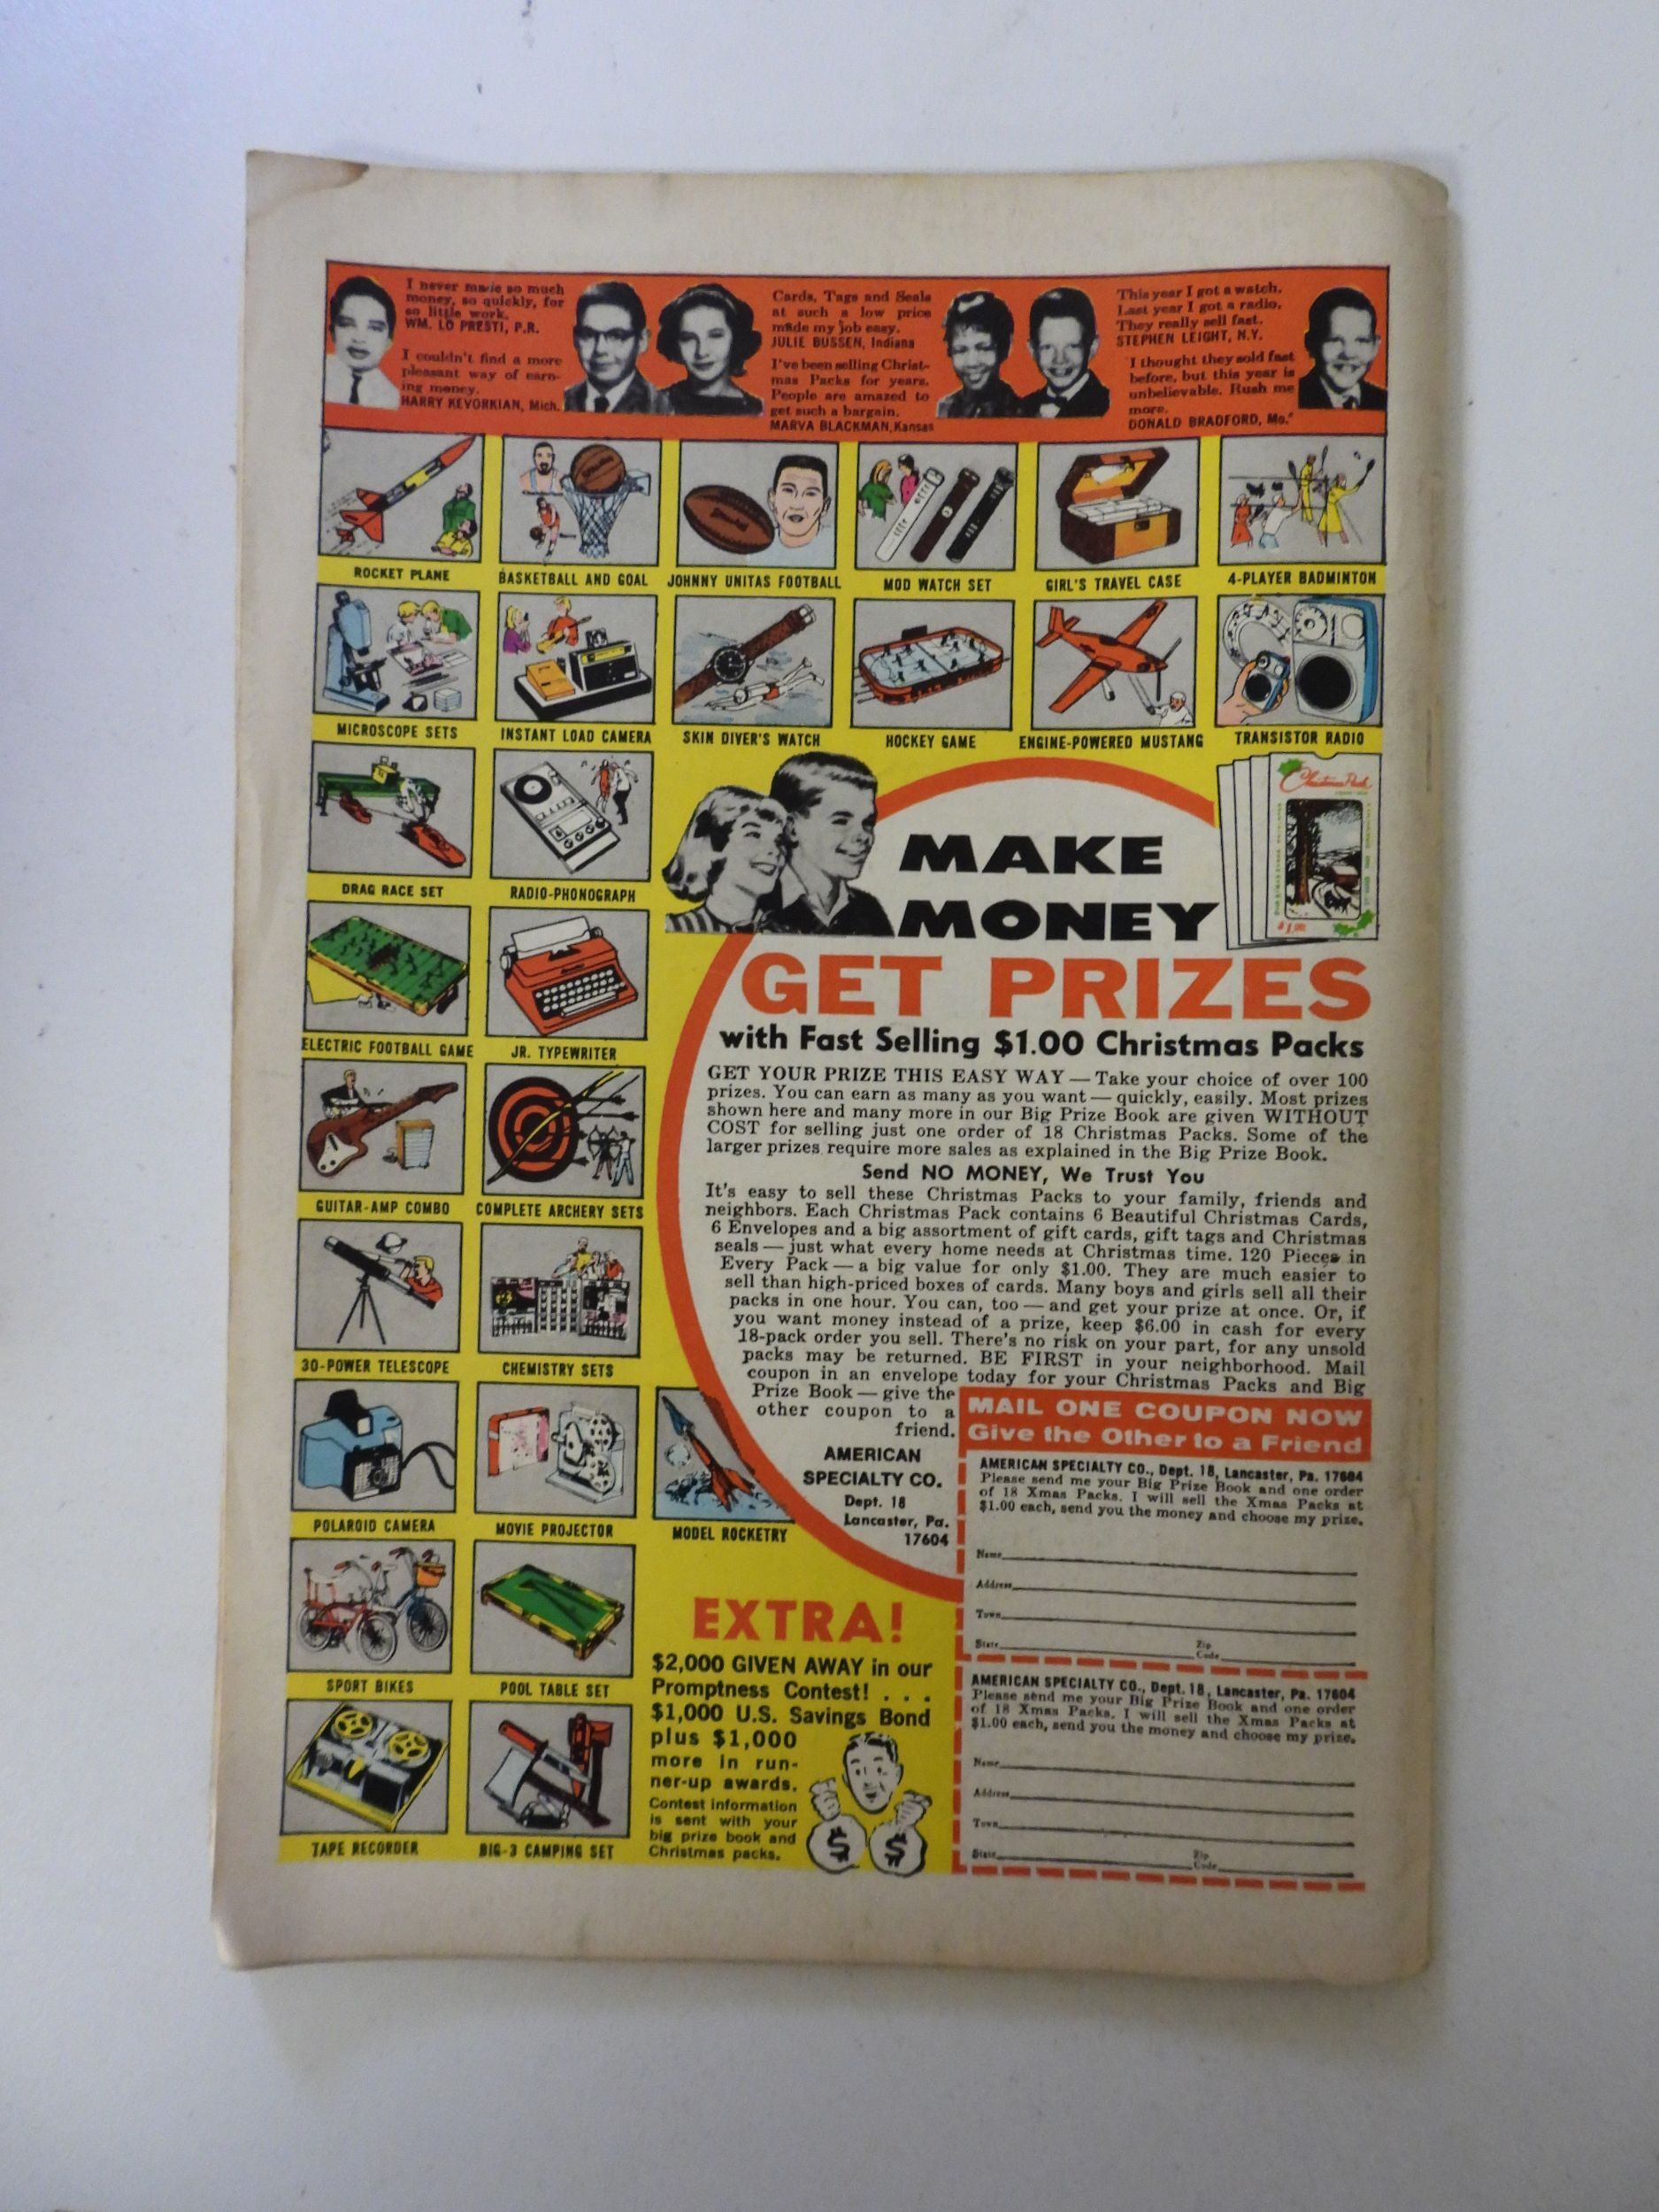 I never made so much
money, so quickly, for
so little work.
WM. LO PRESTI, P.R.
I couldn't find a more
pleasant way of earn-
ing money.
HARRY KEVORKIAN, Mich.
Cards, Tags and Seals
at such a low price
made my job easy.
JULIE BUSSEN, Indiana
I've been selling Christ-
mas Packs for years.
People are amazed to
get such a bargain.
MARVA BLACKMAN, Kansas
This year I got a watch.
Last year I got a radio.
They really sell fast.
STEPHEN LEIGHT, N.Y.
I thought they sold fast
before, but this year is
unbelievable. Rush me
more.
DONALD BRADFORD, Mo.
ROCKET PLANE
BASKETBALL AND GOAL
JOHNNY UNITAS FOOTBALL
MOD WATCH SET
GIRL'S TRAVEL CASE
4-PLAYER BADMINTON
MICROSCOPE SETS
INSTANT LOAD CAMERA
SKIN DIVER'S WATCH
HOCKEY GAME
ENGINE-POWERED MUSTANG
TRANSISTOR RADIO
DRAG RACE SET
RADIO-PHONOGRAPH
ELECTRIC FOOTBALL GAME
JR. TYPEWRITER
GUITAR-AMP COMBO
COMPLETE ARCHERY SETS
30-POWER TELESCOPE
CHEMISTRY SETS
POLAROID CAMERA
MOVIE PROJECTOR
MODEL ROCKETRY
SPORT BIKES
POOL TABLE SET
TAPE RECORDER
BIG-3 CAMPING SET
Christmas Pack
MAKE
MONEY
GET PRIZES
with Fast Selling $1.00 Christmas Packs
GET YOUR PRIZE THIS EASY WAY — Take your choice of over 100
prizes. You can earn as many as you want — quickly, easily. Most prizes
shown here and many more in our Big Prize Book are given WITHOUT
COST for selling just one order of 18 Christmas Packs. Some of the
larger prizes require more sales as explained in the Big Prize Book.
Send NO MONEY, We Trust You
It's easy to sell these Christmas Packs to your family, friends and
neighbors. Each Christmas Pack contains 6 Beautiful Christmas Cards,
6 Envelopes and a big assortment of gift cards, gift tags and Christmas
seals — just what every home needs at Christmas time. 120 Pieces in
Every Pack — a big value for only $1.00. They are much easier to
sell than high-priced boxes of cards. Many boys and girls sell all their
packs in one hour. You can, too — and get your prize at once. Or, if
you want money instead of a prize, keep $6.00 in cash for every
18-pack order you sell. There's no risk on your part, for any unsold
packs may be returned. BE FIRST in your neighborhood. Mail
coupon in an envelope today for your Christmas Packs and Big
Prize Book — give the
other coupon to a
friend.
AMERICAN
SPECIALTY CO.
Dept. 18
Lancaster, Pa.
17604
EXTRA!
$2,000 GIVEN AWAY in our
Promptness Contest! . . .
$1,000 U.S. Savings Bond
plus $1,000
more in run-
ner-up awards.
Contest information
is sent with your
big prize book and
Christmas packs.
$ $
MAIL ONE COUPON NOW
Give the Other to a Friend
AMERICAN SPECIALTY CO., Dept. 18, Lancaster, Pa. 17604
Please send me your Big Prize Book and one order
of 18 Xmas Packs. I will sell the Xmas Packs at
$1.00 each, send you the money and choose my prize.
Name
Address
Town
State Zip Code
AMERICAN SPECIALTY CO., Dept. 18, Lancaster, Pa. 17604
Please send me your Big Prize Book and one order
of 18 Xmas Packs. I will sell the Xmas Packs at
$1.00 each, send you the money and choose my prize.
Name
Address
Town
State Zip Code